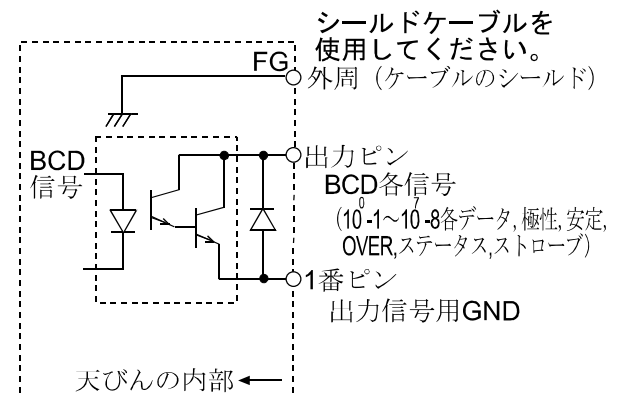 シールドケーブルを
使用してください。
FG
外周（ケーブルのシールド）
BCD
信号
出力ピン
BCD各信号
（10⁰-1～10⁷-8各データ, 極性, 安定,
OVER,ステータス,ストローブ）
1番ピン
出力信号用GND
天びんの内部